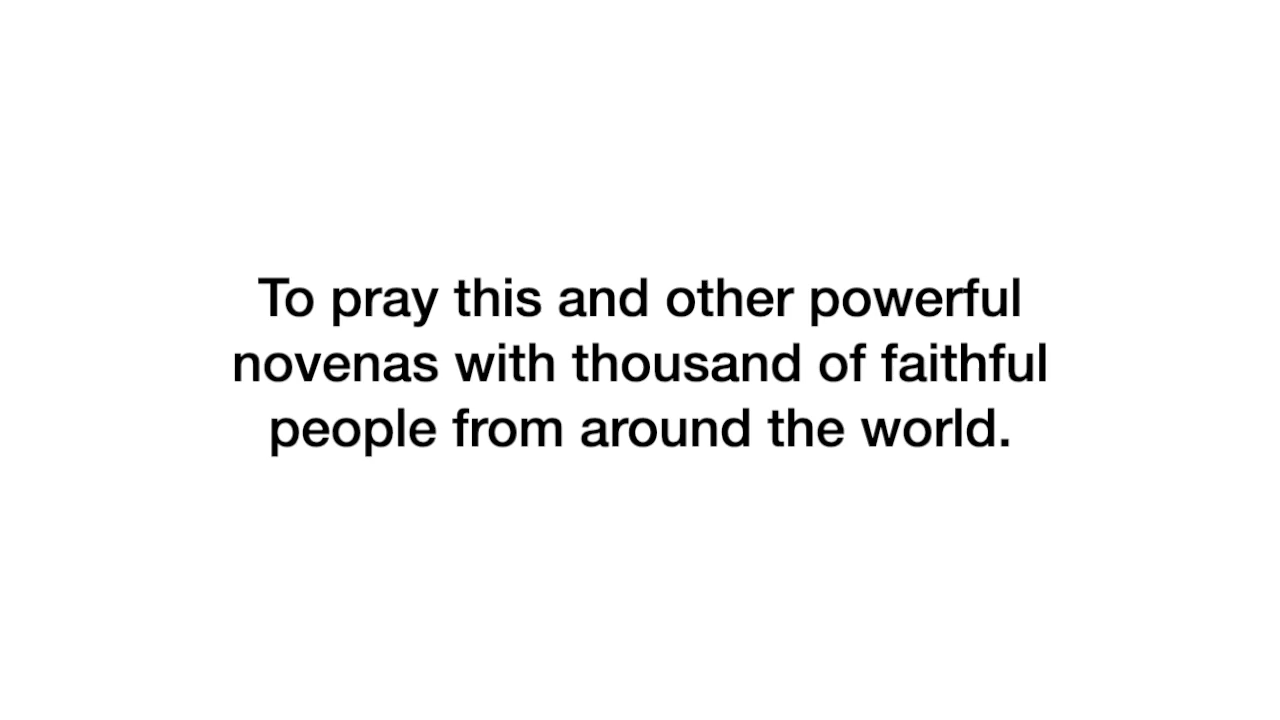 To pray this and other powerful
novenas with thousand of faithful
people from around the world.